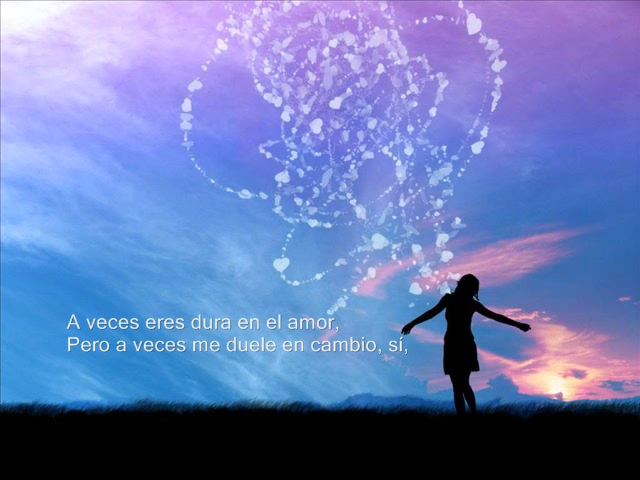 A veces eres dura en el amor,
Pero a veces me duele en cambio, sí,